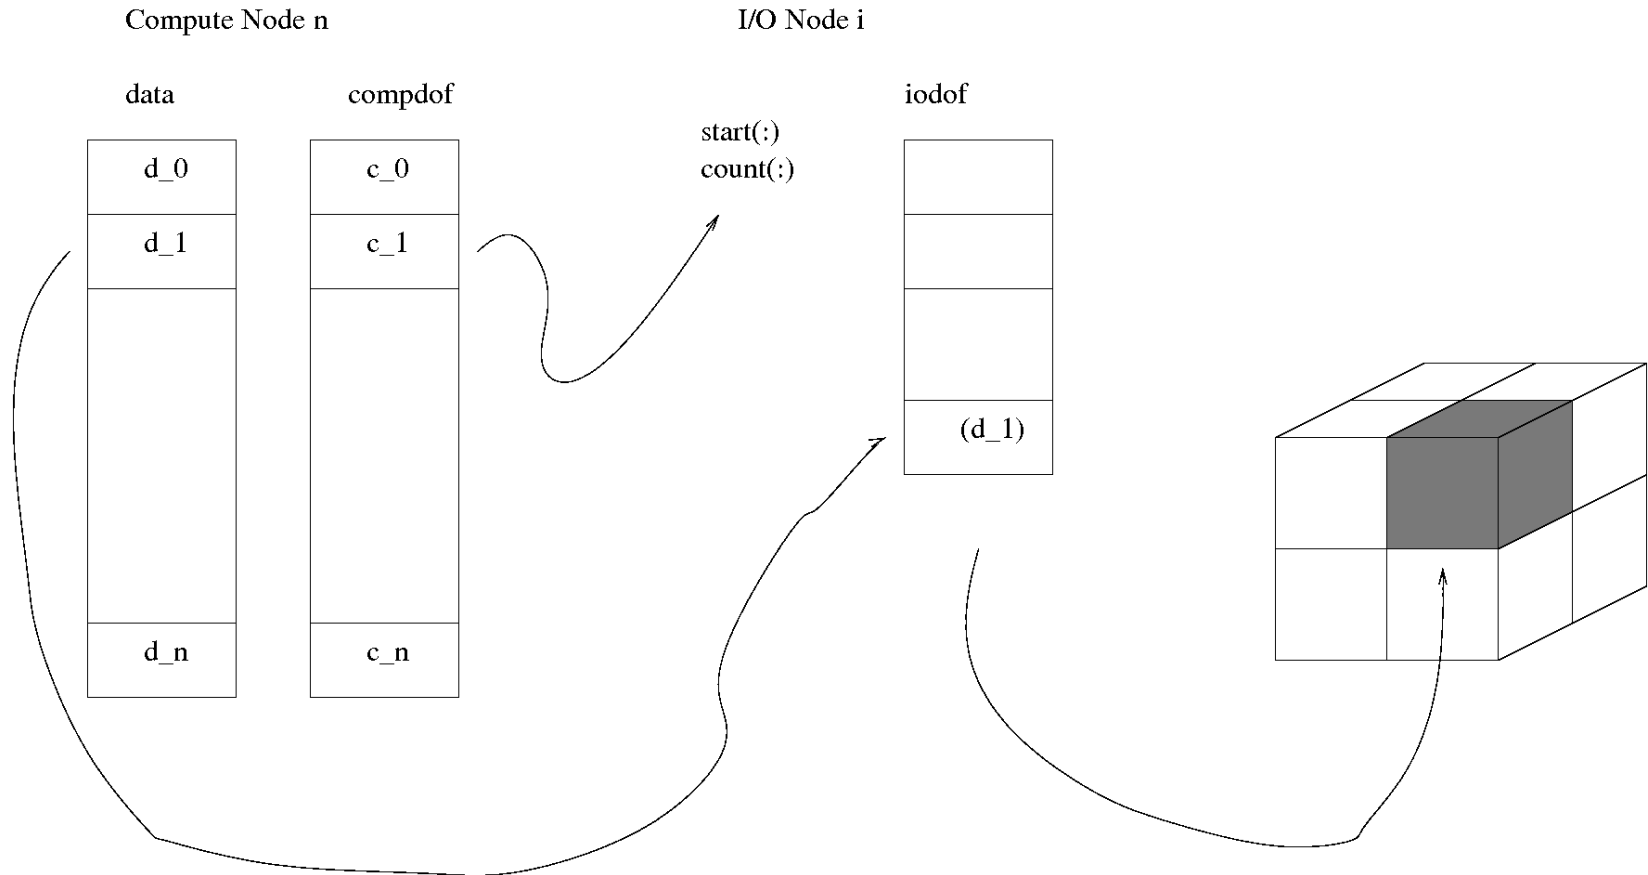 Compute Node n
I/O Node i
data
compdof
iodof
start(:)
count(:)
d_0
c_0
d_1
c_1
(d_1)
d_n
c_n